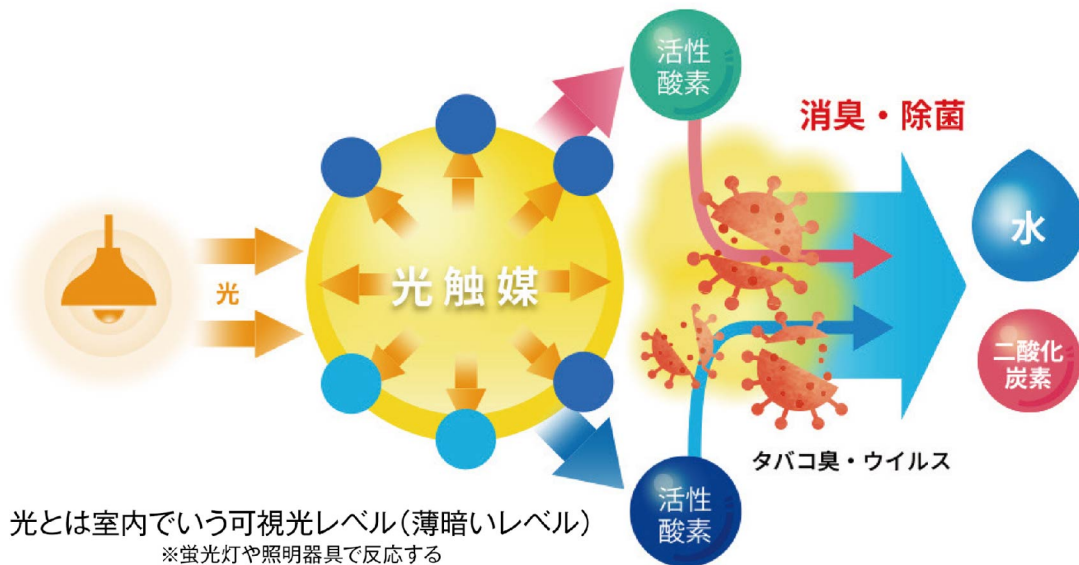 活性
酸素
消臭・除菌
光
光触媒
水
二酸化
炭素
タバコ臭・ウイルス
活性
酸素
光とは室内でいう可視光レベル（薄暗いレベル）
※蛍光灯や照明器具で反応する